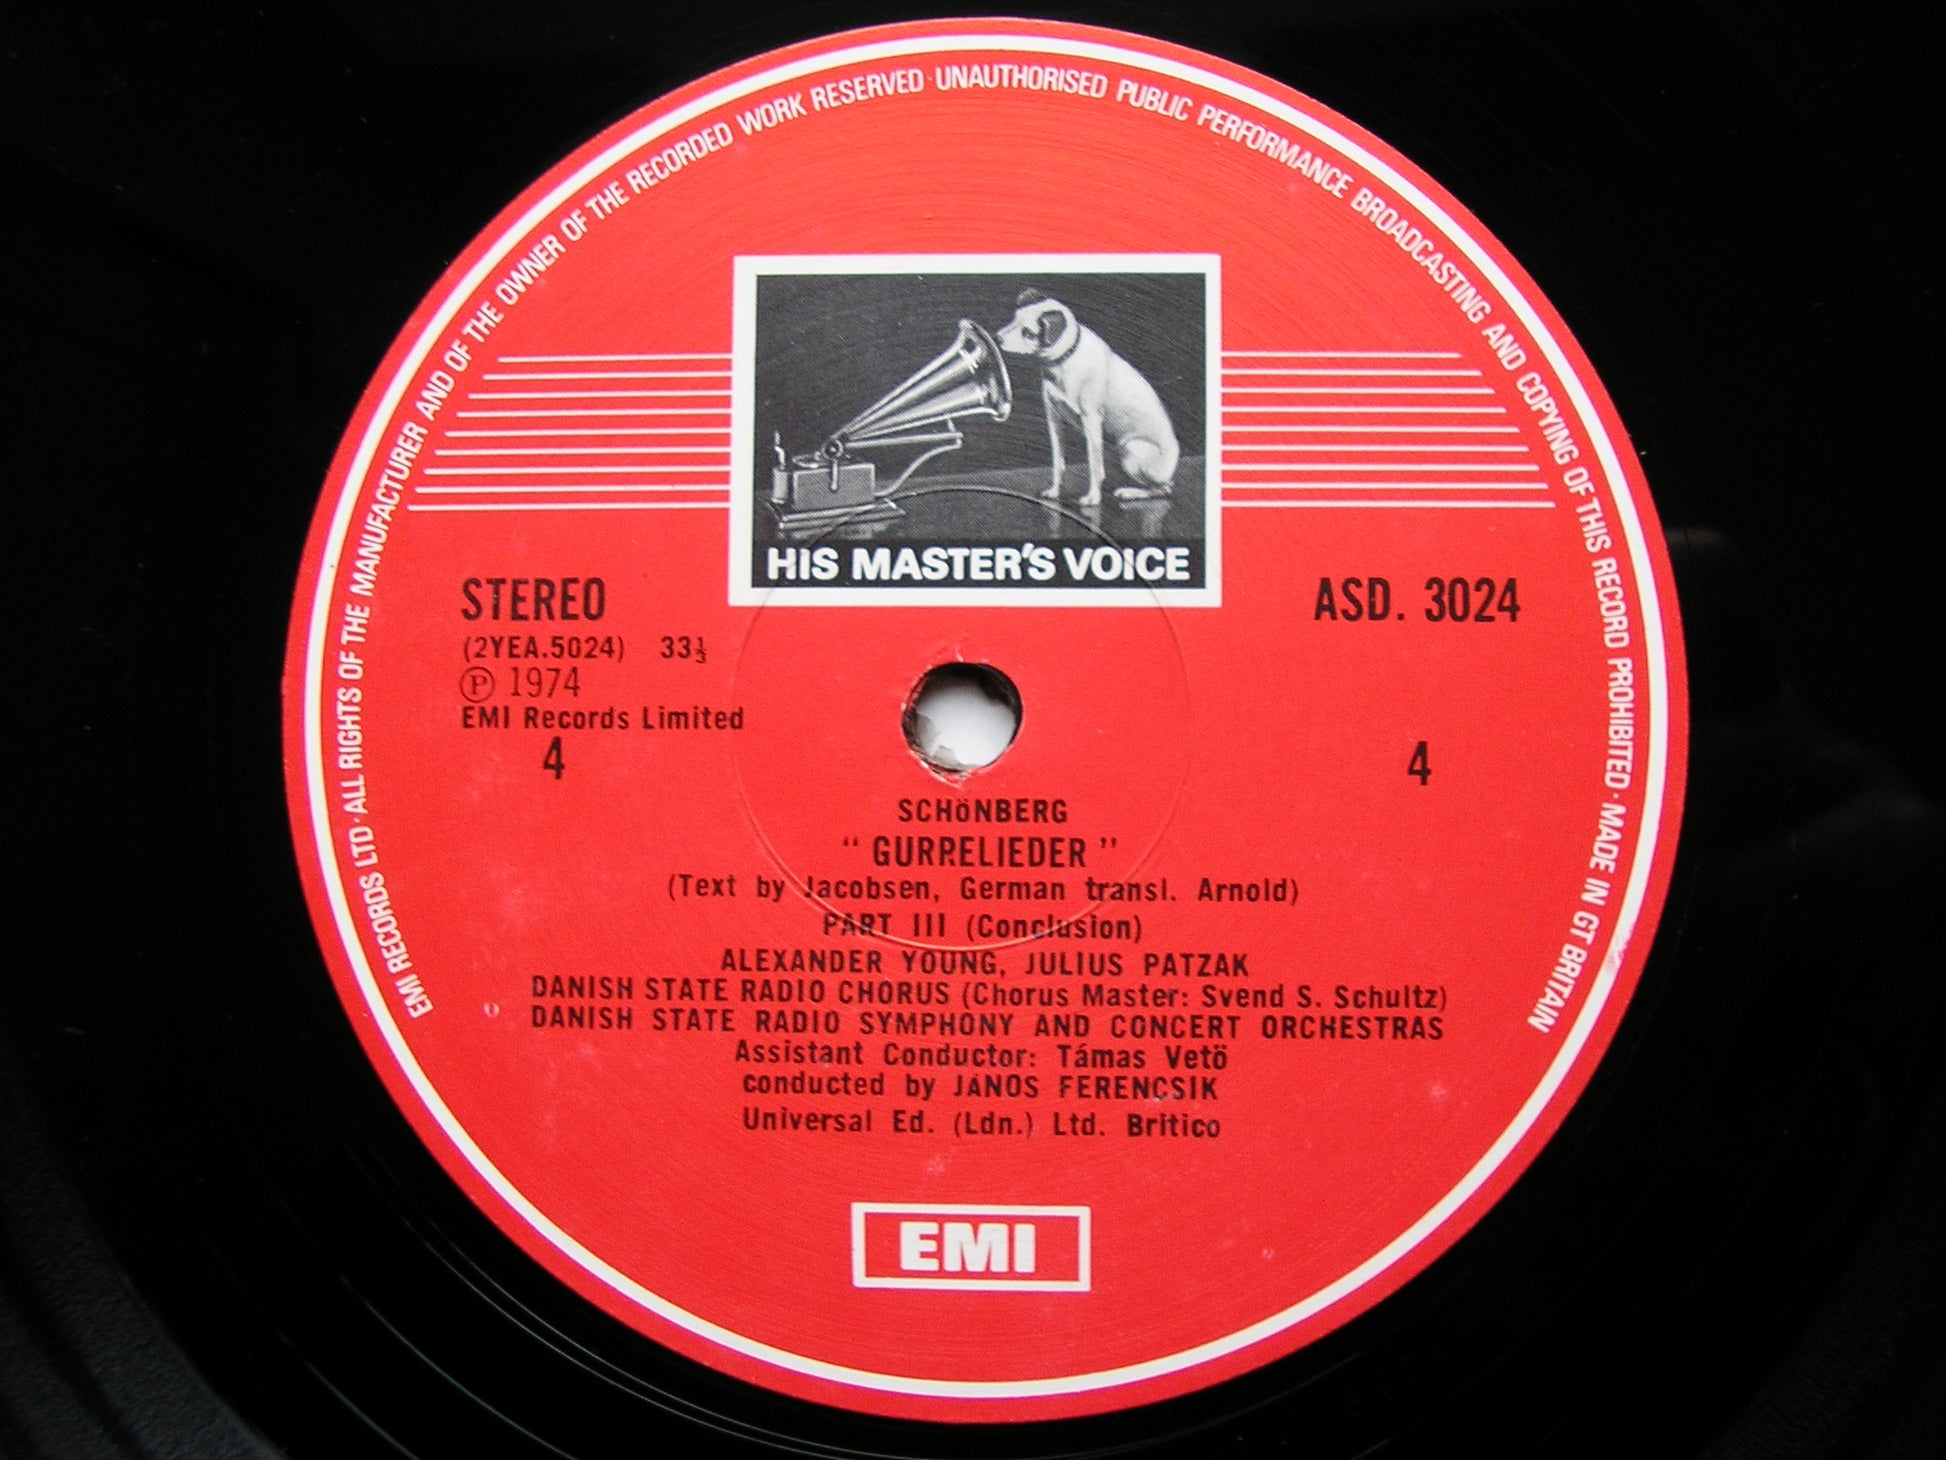 EMI RECORDS LTD · ALL RIGHTS OF THE MANUFACTURER AND OF THE OWNER OF THE RECORDED WORK RESERVED · UNAUTHORISED PUBLIC PERFORMANCE BROADCASTING AND COPYING OF THIS RECORD PROHIBITED · MADE IN GT BRITAIN
HIS MASTER'S VOICE
STEREO
(2YEA.5024) 33⅓
Ⓟ 1974
EMI Records Limited
4
ASD. 3024
4
SCHöNBERG
" GURRELIEDER "
(Text by Jacobsen, German transl. Arnold)
PART III (Conclusion)
ALEXANDER YOUNG, JULIUS PATZAK
DANISH STATE RADIO CHORUS (Chorus Master: Svend S. Schultz)
DANISH STATE RADIO SYMPHONY AND CONCERT ORCHESTRAS
Assistant Conductor: Támas Vetö
conducted by JÁNOS FERENCSIK
Universal Ed. (Ldn.) Ltd. Britico
EMI